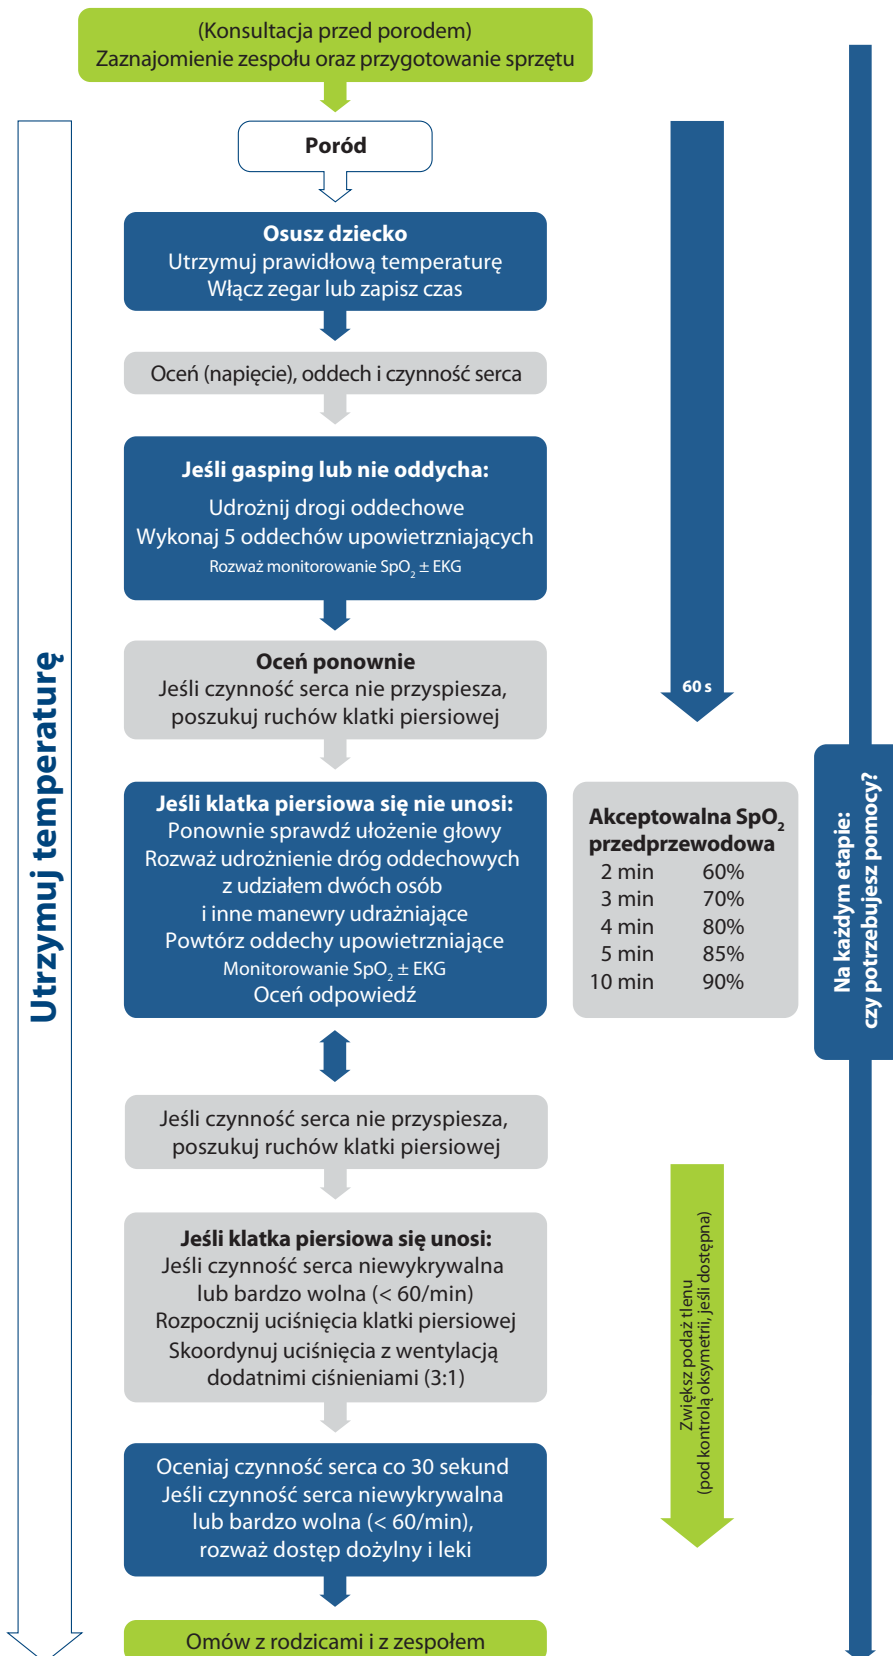 (Konsultacja przed porodem)
Zaznajomienie zespołu oraz przygotowanie sprzętu
Poród
Osusz dziecko
Utrzymuj prawidłową temperaturę
Włącz zegar lub zapisz czas
Oceń (napięcie), oddech i czynność serca
Jeśli gasping lub nie oddycha:
Udrożnij drogi oddechowe
Wykonaj 5 oddechów upowietrzniających
Rozważ monitorowanie SpO₂ ± EKG
Oceń ponownie
Jeśli czynność serca nie przyspiesza,
poszukuj ruchów klatki piersiowej
60 s
Jeśli klatka piersiowa się nie unosi:
Ponownie sprawdź ułożenie głowy
Rozważ udrożnienie dróg oddechowych
z udziałem dwóch osób
i inne manewry udrażniające
Powtórz oddechy upowietrzniające
Monitorowanie SpO₂ ± EKG
Oceń odpowiedź
Akceptowalna SpO₂
przedprzewodowa
2 min 60%
3 min 70%
4 min 80%
5 min 85%
10 min 90%
Jeśli czynność serca nie przyspiesza,
poszukuj ruchów klatki piersiowej
Jeśli klatka piersiowa się unosi:
Jeśli czynność serca niewykrywalna
lub bardzo wolna (< 60/min)
Rozpocznij uciśnięcia klatki piersiowej
Skoordynuj uciśnięcia z wentylacją
dodatnimi ciśnieniami (3:1)
Oceniaj czynność serca co 30 sekund
Jeśli czynność serca niewykrywalna
lub bardzo wolna (< 60/min),
rozważ dostęp dożylny i leki
Omów z rodzicami i z zespołem
Utrzymuj temperaturę
Zwiększ podaż tlenu
(pod kontrolą oksymetrii, jeśli dostępna)
Na każdym etapie:
czy potrzebujesz pomocy?